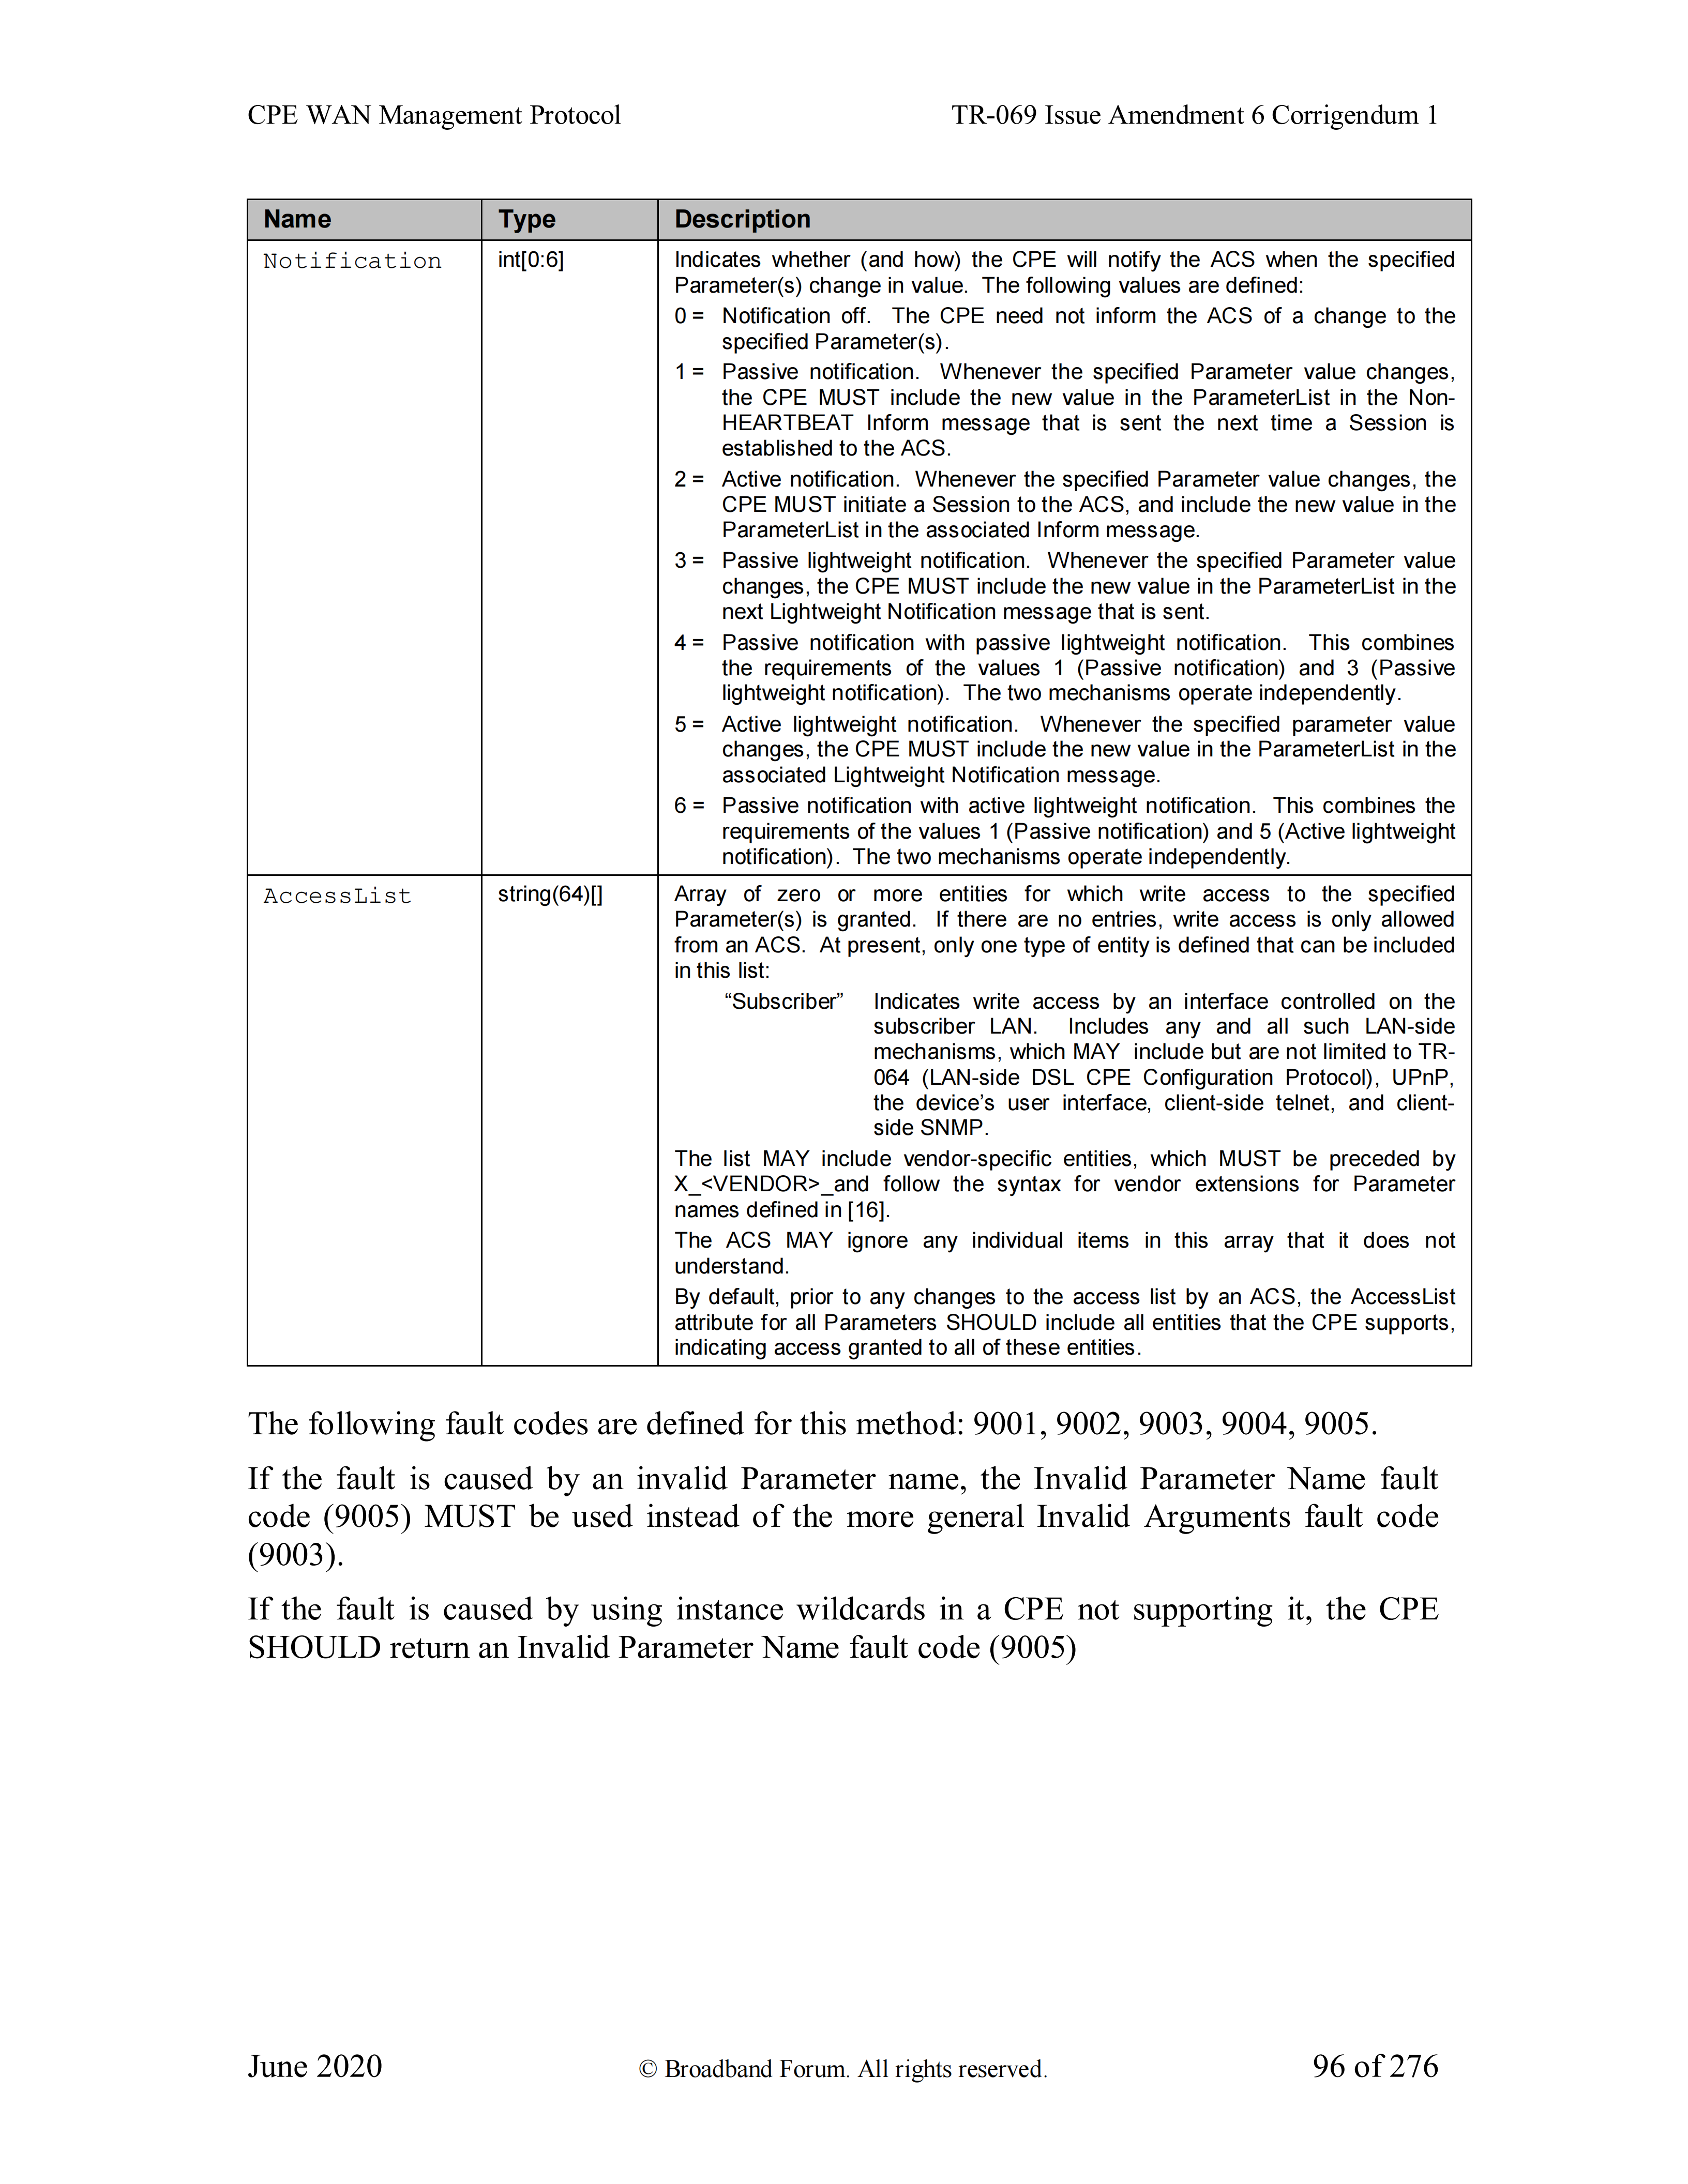 CPE WAN Management Protocol TR-069 Issue Amendment 6 Corrigendum 1
Name Type Description
Notification int[0:6] Indicates whether (and how) the CPE will notify the ACS when the specified
Parameter(s) change in value. The following values are defined:
0 = Notification off. The CPE need not inform the ACS of a change to the
specified Parameter(s).
1 = Passive notification. Whenever the specified Parameter value changes,
the CPE MUST include the new value in the ParameterList in the Non-
HEARTBEAT Inform message that is sent the next time a Session is
established to the ACS.
2 = Active notification. Whenever the specified Parameter value changes, the
CPE MUST initiate a Session to the ACS, and include the new value in the
ParameterList in the associated Inform message.
3 = Passive lightweight notification. Whenever the specified Parameter value
changes, the CPE MUST include the new value in the ParameterList in the
next Lightweight Notification message that is sent.
4 = Passive notification with passive lightweight notification. This combines
the requirements of the values 1 (Passive notification) and 3 (Passive
lightweight notification). The two mechanisms operate independently.
5 = Active lightweight notification. Whenever the specified parameter value
changes, the CPE MUST include the new value in the ParameterList in the
associated Lightweight Notification message.
6 = Passive notification with active lightweight notification. This combines the
requirements of the values 1 (Passive notification) and 5 (Active lightweight
notification). The two mechanisms operate independently.
AccessList string(64)[] Array of zero or more entities for which write access to the specified
Parameter(s) is granted. If there are no entries, write access is only allowed
from an ACS. At present, only one type of entity is defined that can be included
in this list:
“Subscriber” Indicates write access by an interface controlled on the
subscriber LAN. Includes any and all such LAN-side
mechanisms, which MAY include but are not limited to TR-
064 (LAN-side DSL CPE Configuration Protocol), UPnP,
the device’s user interface, client-side telnet, and client-
side SNMP.
The list MAY include vendor-specific entities, which MUST be preceded by
X_<VENDOR>_and follow the syntax for vendor extensions for Parameter
names defined in [16].
The ACS MAY ignore any individual items in this array that it does not
understand.
By default, prior to any changes to the access list by an ACS, the AccessList
attribute for all Parameters SHOULD include all entities that the CPE supports,
indicating access granted to all of these entities.
The following fault codes are defined for this method: 9001, 9002, 9003, 9004, 9005.
If the fault is caused by an invalid Parameter name, the Invalid Parameter Name fault
code (9005) MUST be used instead of the more general Invalid Arguments fault code
(9003).
If the fault is caused by using instance wildcards in a CPE not supporting it, the CPE
SHOULD return an Invalid Parameter Name fault code (9005)
June 2020 © Broadband Forum. All rights reserved. 96 of 276